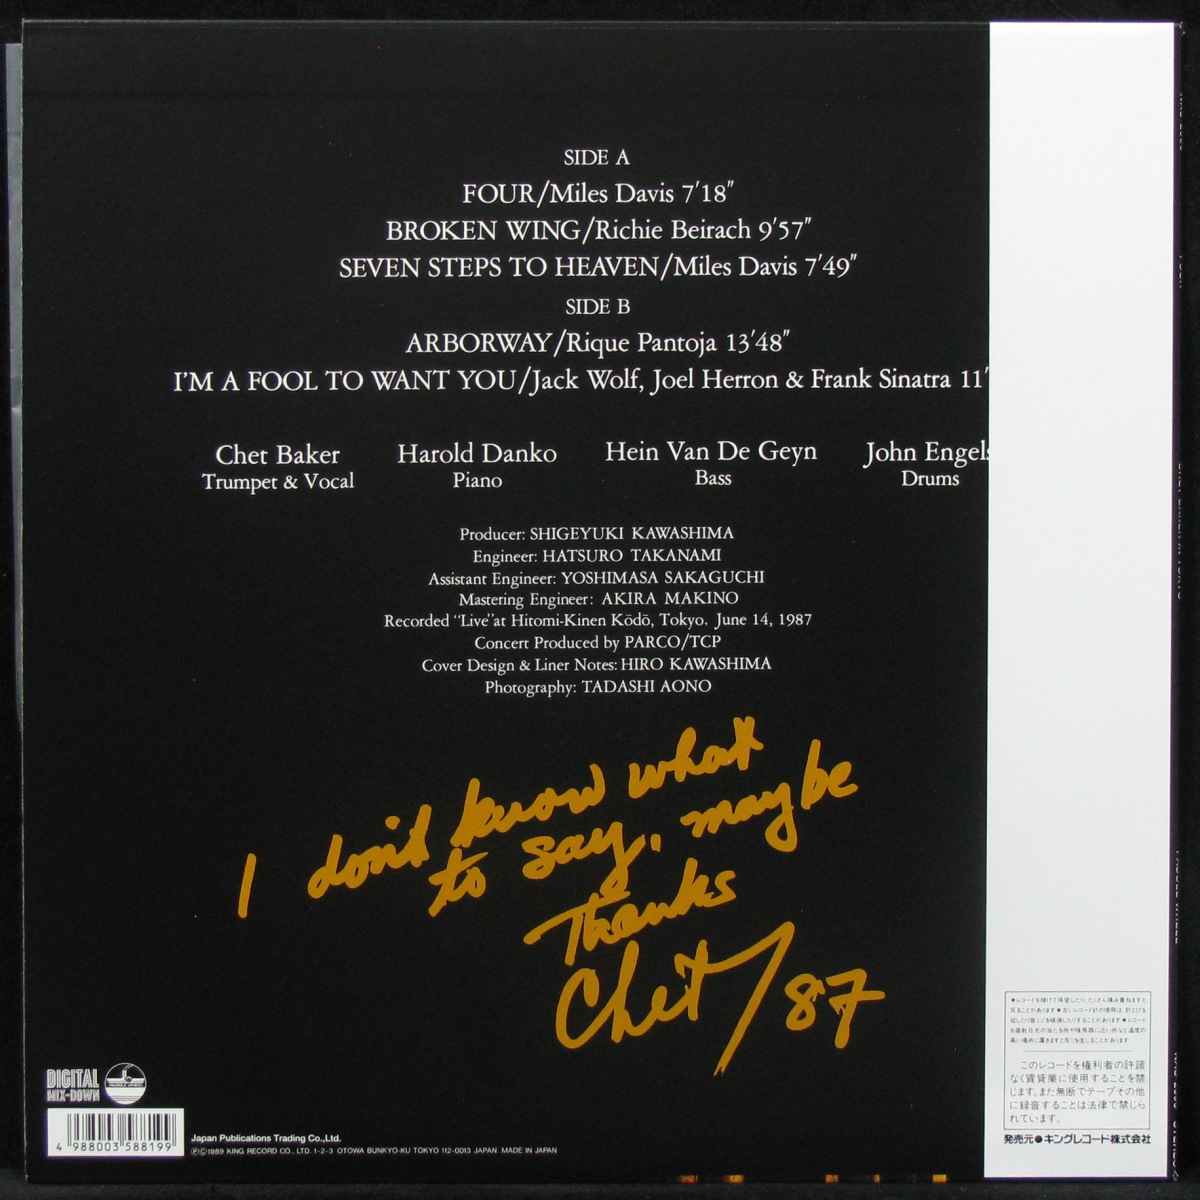 SIDE A
FOUR/Miles Davis 7'18"
BROKEN WING/Richie Beirach 9'57"
SEVEN STEPS TO HEAVEN/Miles Davis 7'49"
SIDE B
ARBORWAY/Rique Pantoja 13'48"
I'M A FOOL TO WANT YOU/Jack Wolf, Joel Herron & Frank Sinatra 11'
Chet Baker Harold Danko Hein Van De Geyn John Engels
Trumpet & Vocal Piano Bass Drums
Producer: SHIGEYUKI KAWASHIMA
Engineer: HATSURO TAKANAMI
Assistant Engineer: YOSHIMASA SAKAGUCHI
Mastering Engineer: AKIRA MAKINO
Recorded "Live"at Hitomi-Kinen Kōdō, Tokyo. June 14, 1987
Concert Produced by PARCO/TCP
Cover Design & Liner Notes: HIRO KAWASHIMA
Photography: TADASHI AONO
I don't know what
to say, maybe
Thanks
Chet/87
DIGITAL
MIX-DOWN
4 988003 588199
Japan Publications Trading Co.,Ltd.
ⓅⒸ1989 KING RECORD CO., LTD. 1-2-3 OTOWA BUNKYO-KU TOKYO 112-0013 JAPAN. MADE IN JAPAN
このレコードを権利者の許諾
なく賃貸業に使用することを禁
じます。また無断でテープその他
に録音することは法律で禁じら
れています。
発売元●キングレコード株式会社